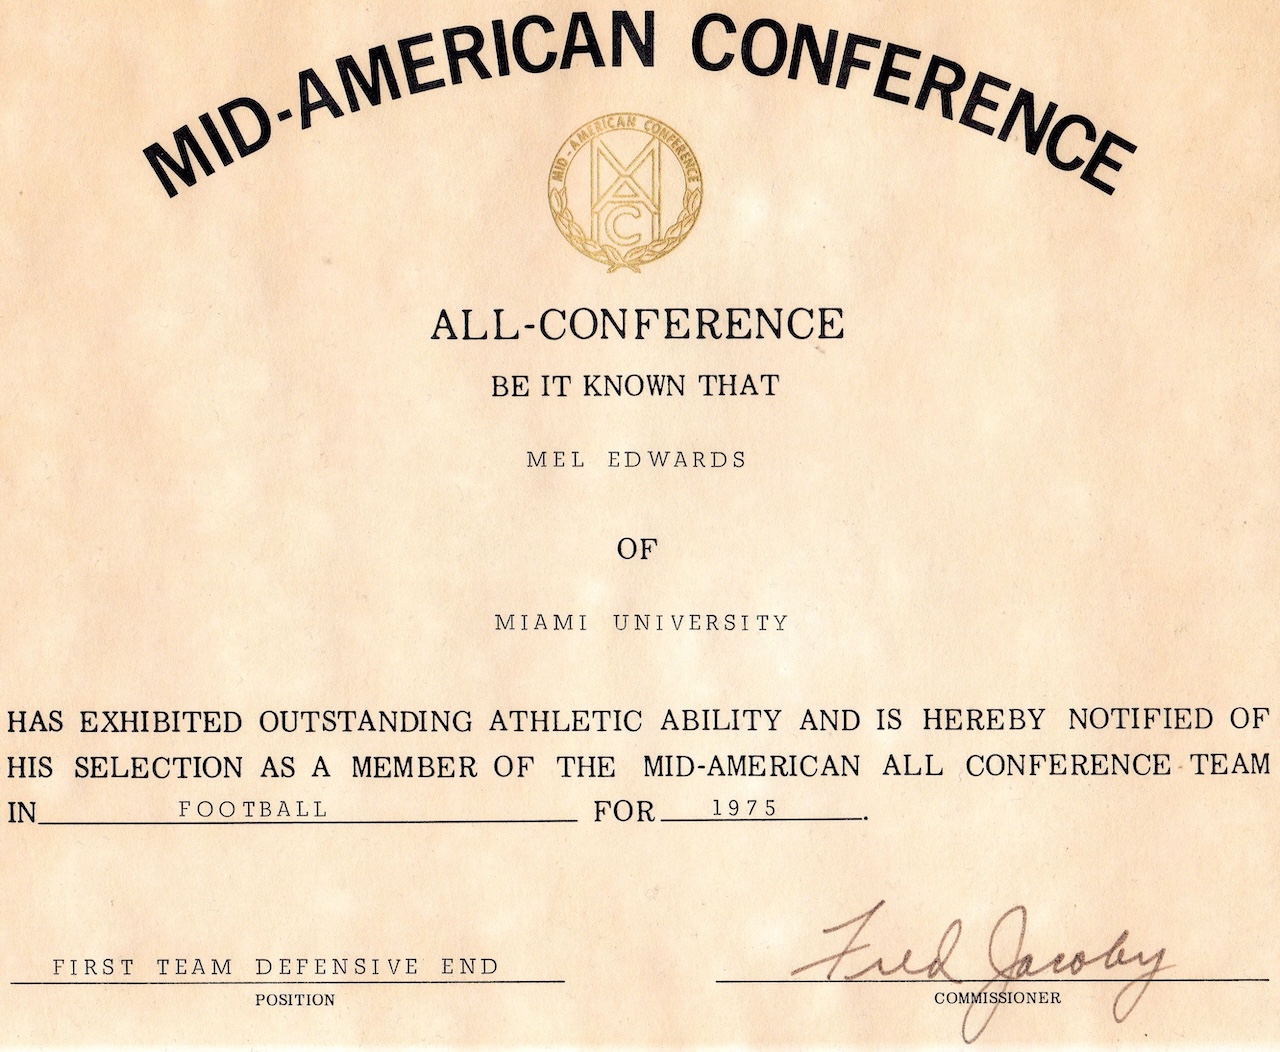 MID-AMERICAN CONFERENCE
MID-AMERICAN CONFERENCE
MAC
ALL-CONFERENCE
BE IT KNOWN THAT
MEL EDWARDS
OF
MIAMI UNIVERSITY
HAS EXHIBITED OUTSTANDING ATHLETIC ABILITY AND IS HEREBY NOTIFIED OF
HIS SELECTION AS A MEMBER OF THE MID-AMERICAN ALL CONFERENCE TEAM
IN FOOTBALL FOR 1975.
FIRST TEAM DEFENSIVE END
POSITION
Fred Jacoby
COMMISSIONER